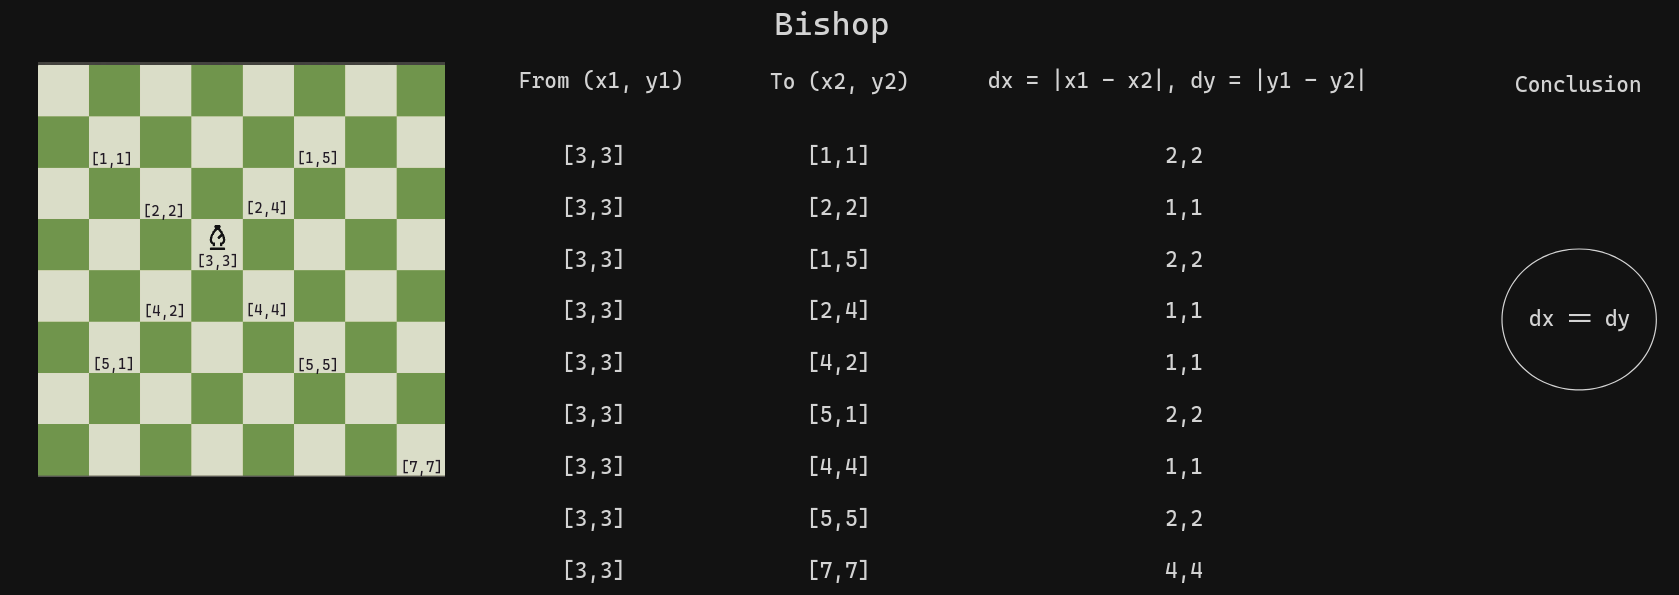 Bishop
From (x1, y1) To (x2, y2) dx = |x1 - x2|, dy = |y1 - y2| Conclusion
[1,1] [1,5]
[2,2] [2,4]
[3,3]
[4,2] [4,4]
[5,1] [5,5]
[7,7]
[3,3] [1,1] 2,2
[3,3] [2,2] 1,1
[3,3] [1,5] 2,2
[3,3] [2,4] 1,1
[3,3] [4,2] 1,1
[3,3] [5,1] 2,2
[3,3] [4,4] 1,1
[3,3] [5,5] 2,2
[3,3] [7,7] 4,4
dx == dy